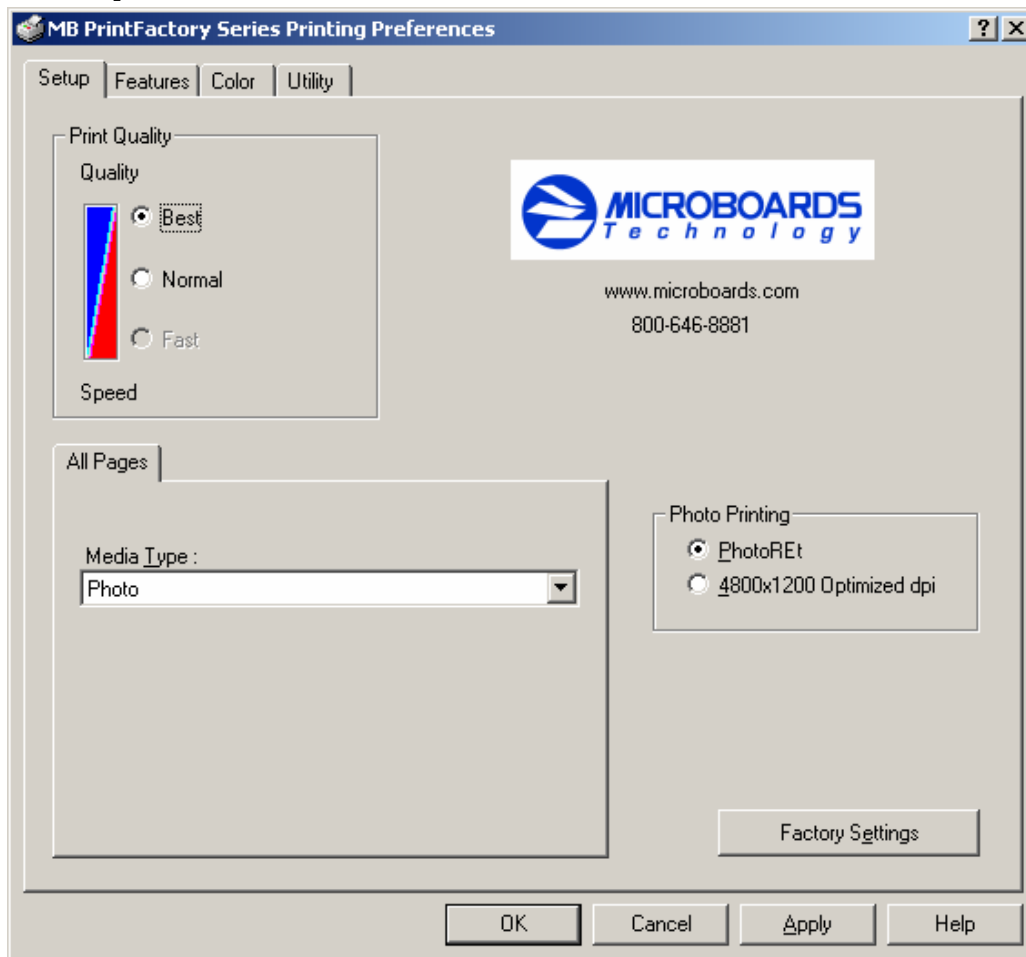 MB PrintFactory Series Printing Preferences
Setup Features Color Utility
Print Quality
Quality
Best
Normal
Fast
Speed
MICROBOARDS
Technology
www.microboards.com
800-646-8881
All Pages
Media Type :
Photo
Photo Printing
PhotoREt
4800x1200 Optimized dpi
Factory Settings
OK Cancel Apply Help